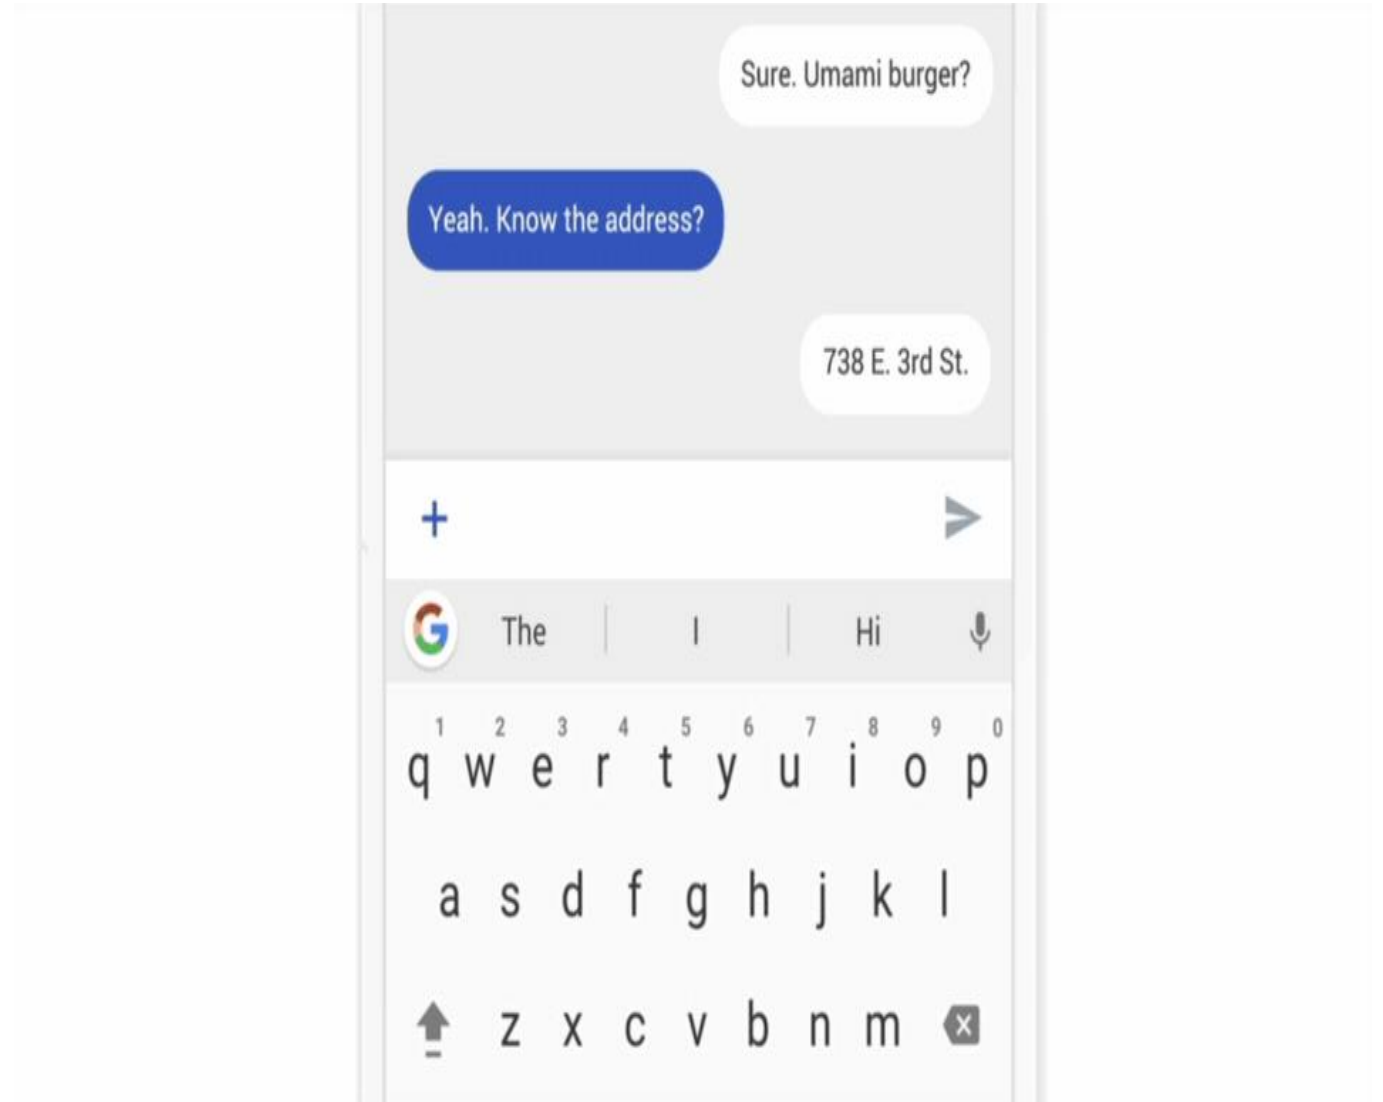 Sure. Umami burger?
Yeah. Know the address?
738 E. 3rd St.
The I Hi
1 2 3 4 5 6 7 8 9 0
q w e r t y u i o p
a s d f g h j k l
z x c v b n m